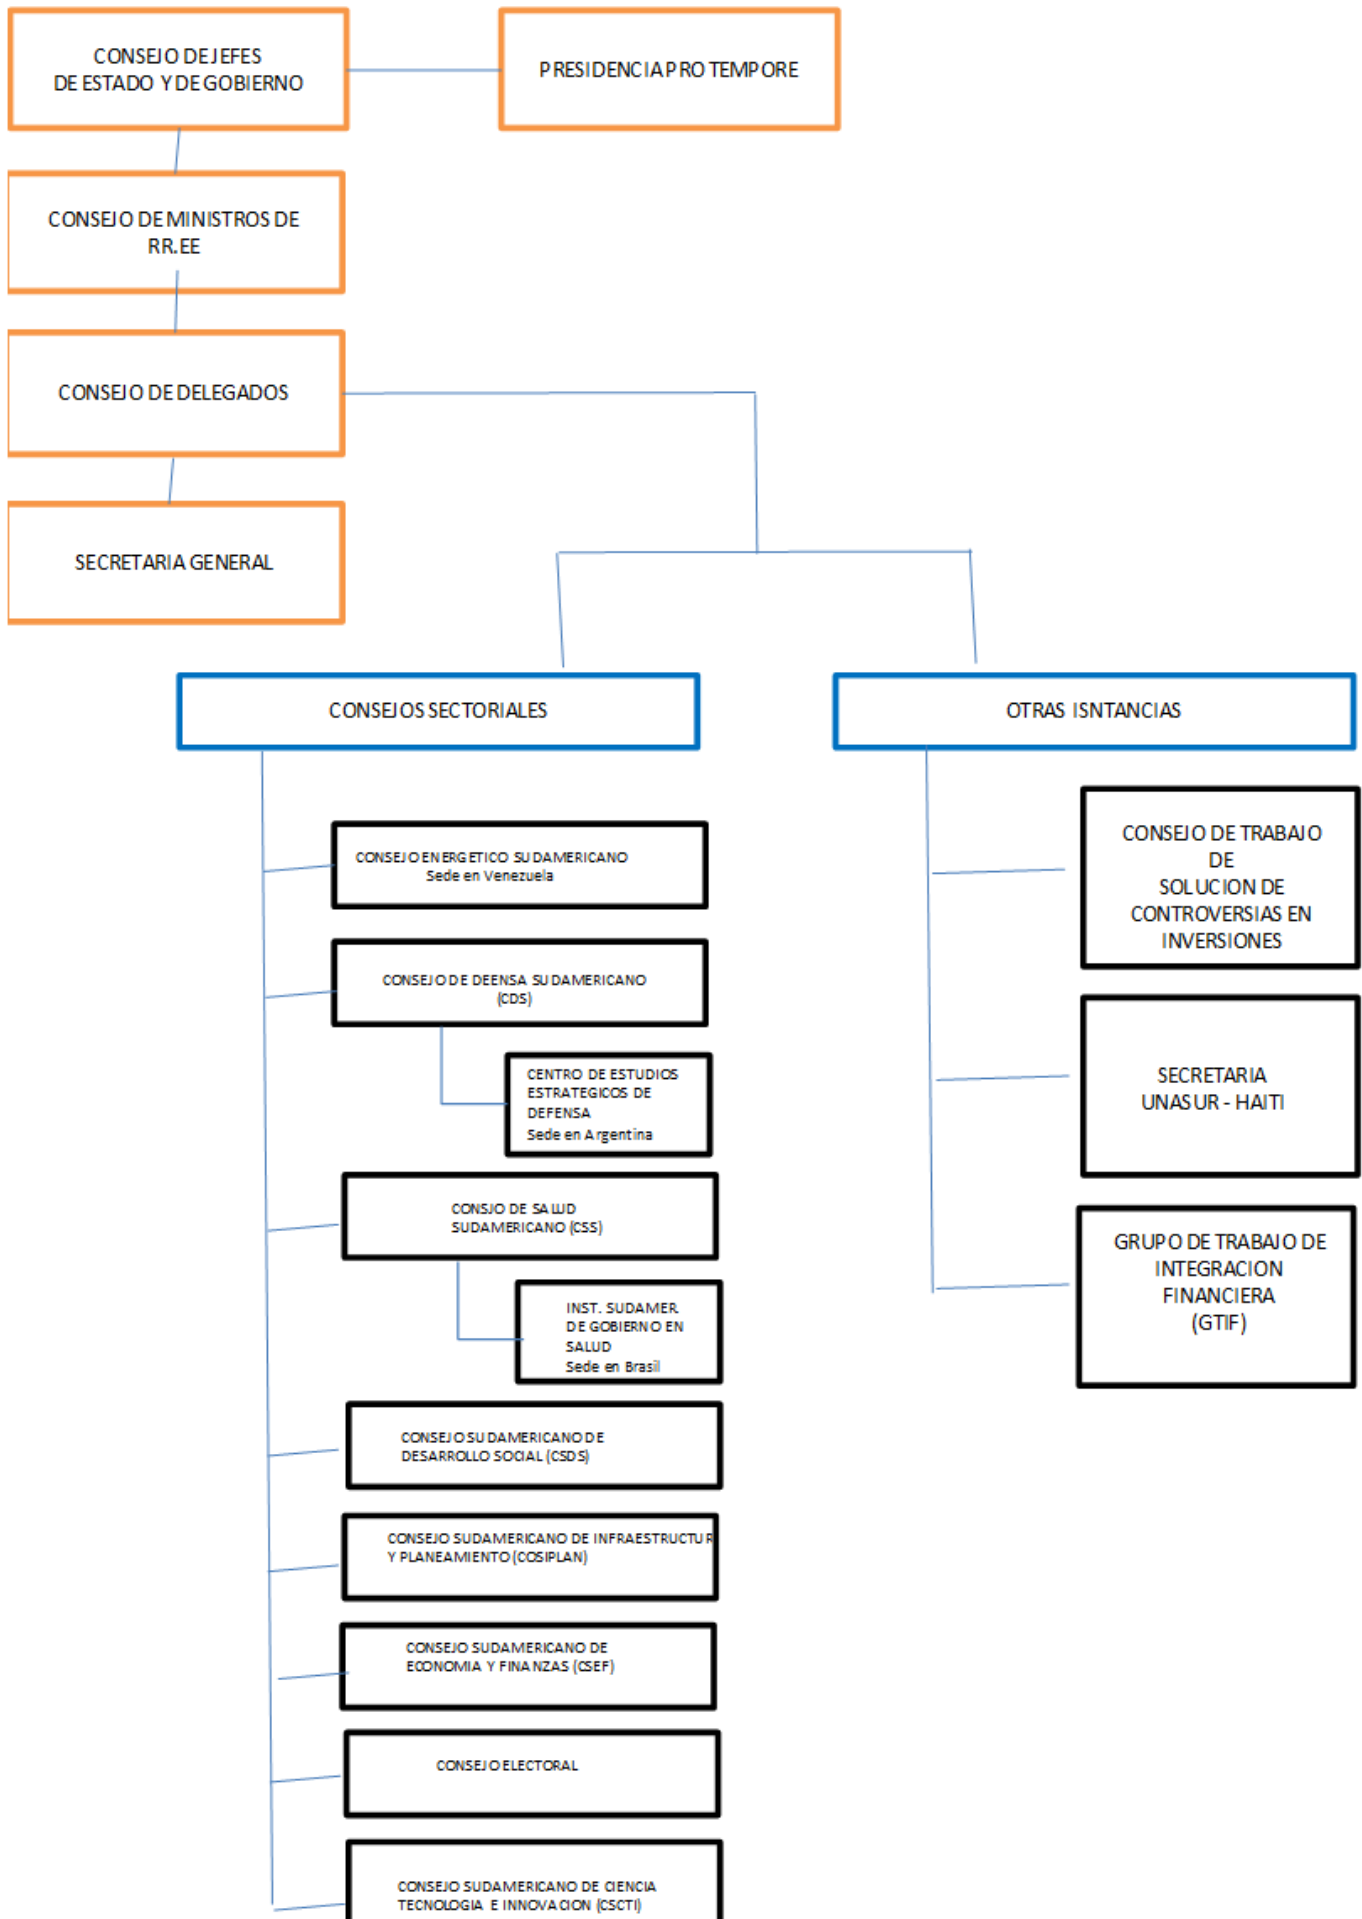 CONSEJO DE JEFES
DE ESTADO Y DE GOBIERNO
PRESIDENCIA PRO TEMPORE
CONSEJO DE MINISTROS DE
RR.EE
CONSEJO DE DELEGADOS
SECRETARIA GENERAL
CONSEJOS SECTORIALES
CONSEJO ENERGETICO SUDAMERICANO
Sede en Venezuela
CONSEJO DE DEENSA SUDAMERICANO
(CDS)
CENTRO DE ESTUDIOS
ESTRATEGICOS DE
DEFENSA
Sede en Argentina
CONSJO DE SALUD
SUDAMERICANO (CSS)
INST. SUDAMER.
DE GOBIERNO EN
SALUD
Sede en Brasil
CONSEJO SUDAMERICANO DE
DESARROLLO SOCIAL (CSDS)
CONSEJO SUDAMERICANO DE INFRAESTRUCTUR
Y PLANEAMIENTO (COSIPLAN)
CONSEJO SUDAMERICANO DE
ECONOMIA Y FINANZAS (CSEF)
CONSEJO ELECTORAL
CONSEJO SUDAMERICANO DE CIENCIA
TECNOLOGIA E INNOVACION (CSCTI)
OTRAS ISNTANCIAS
CONSEJO DE TRABAJO
DE
SOLUCION DE
CONTROVERSIAS EN
INVERSIONES
SECRETARIA
UNASUR - HAITI
GRUPO DE TRABAJO DE
INTEGRACION
FINANCIERA
(GTIF)